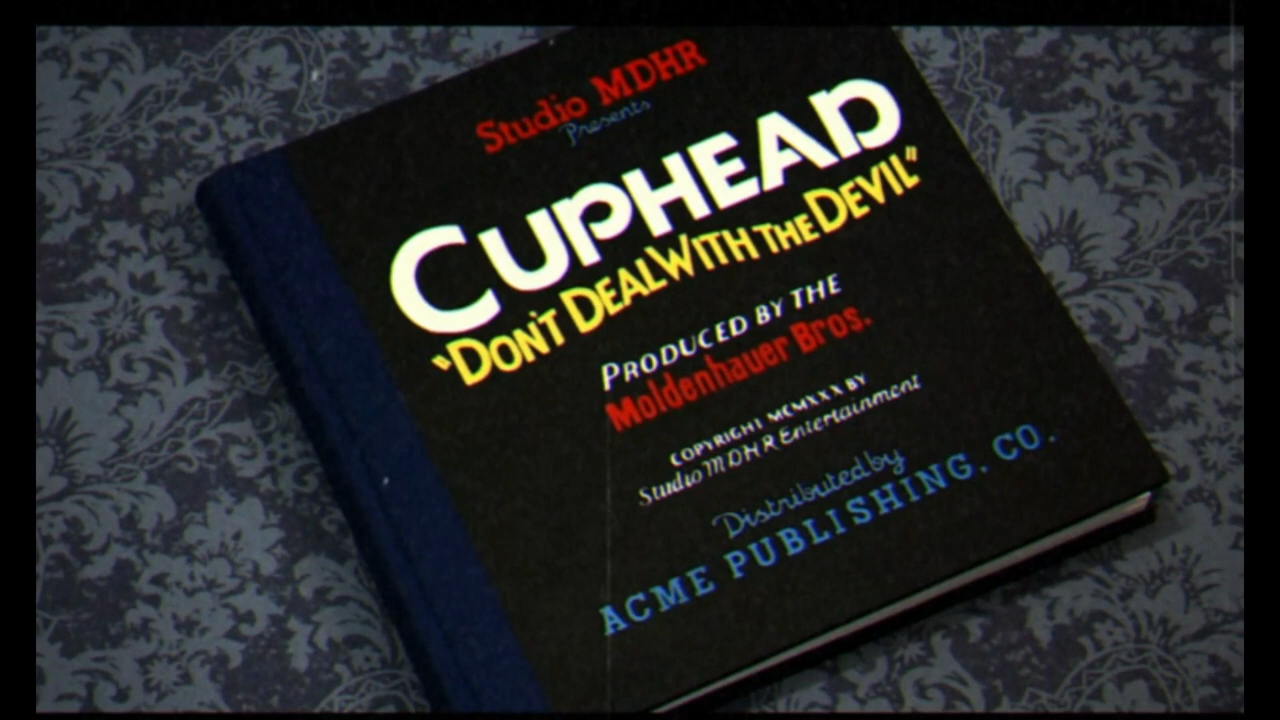 Studio MDHR
Presents
CUPHEAD
"DON'T DEAL WITH THE DEVIL"
PRODUCED BY THE
Moldenhauer Bros.
COPYRIGHT MCMXXX BY
Studio MDHR Entertainment
Distributed by
ACME PUBLISHING. CO.